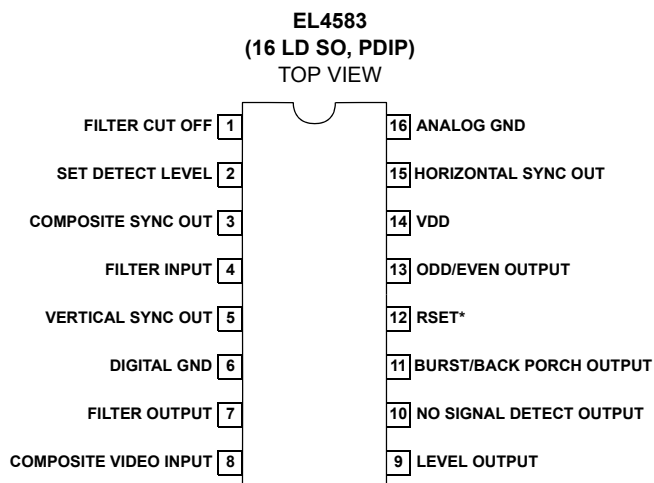 EL4583
(16 LD SO, PDIP)
TOP VIEW
FILTER CUT OFF 1 16 ANALOG GND
SET DETECT LEVEL 2 15 HORIZONTAL SYNC OUT
COMPOSITE SYNC OUT 3 14 VDD
FILTER INPUT 4 13 ODD/EVEN OUTPUT
VERTICAL SYNC OUT 5 12 RSET*
DIGITAL GND 6 11 BURST/BACK PORCH OUTPUT
FILTER OUTPUT 7 10 NO SIGNAL DETECT OUTPUT
COMPOSITE VIDEO INPUT 8 9 LEVEL OUTPUT